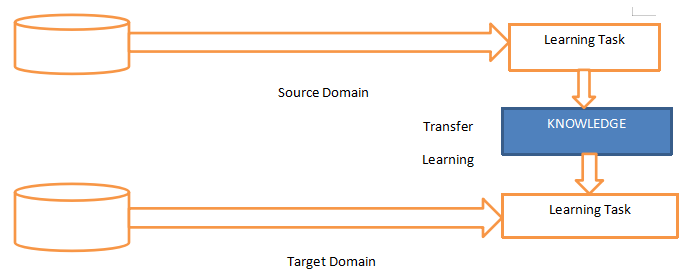 Learning Task
Source Domain
Transfer
KNOWLEDGE
Learning
Learning Task
Target Domain